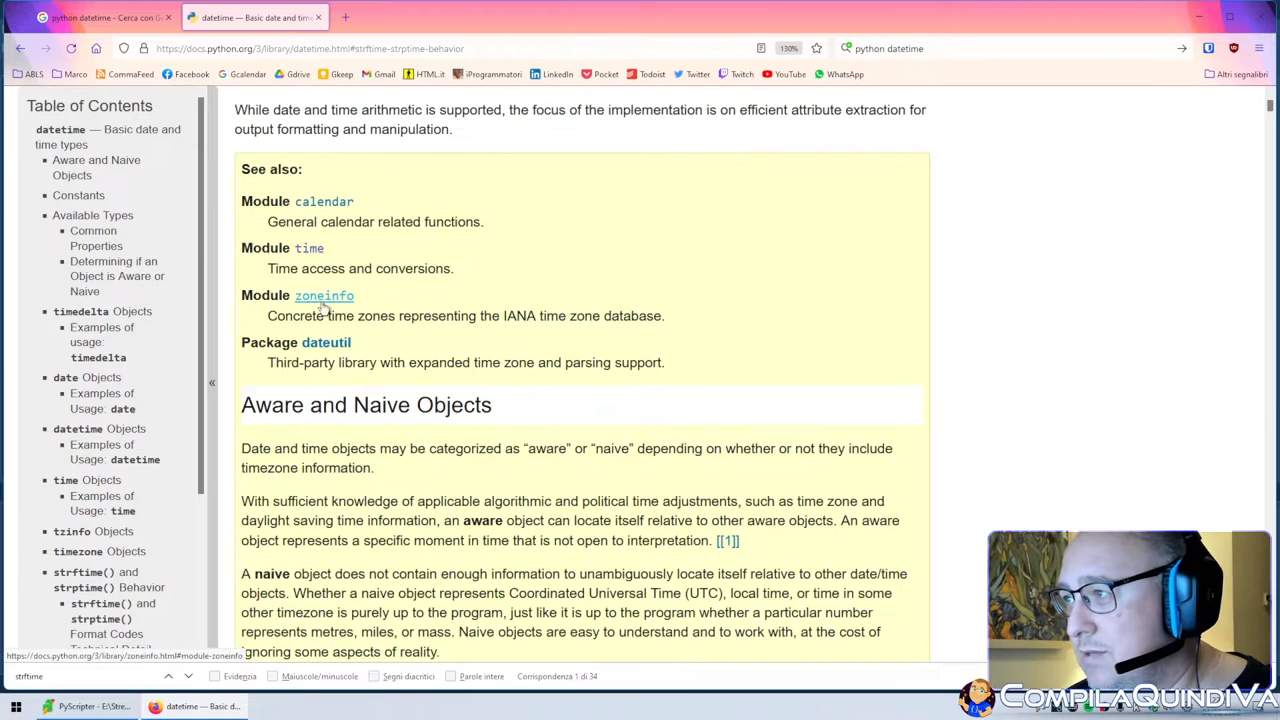 python datetime - Cerca con Go
datetime — Basic date and time
https://docs.python.org/3/library/datetime.html#strftime-strptime-behavior
130%
python datetime
ABLS
Marco
CommaFeed
Facebook
Gcalendar
Gdrive
Gkeep
Gmail
HTML.it
iProgrammatori
LinkedIn
Pocket
Todoist
Twitter
Twitch
YouTube
WhatsApp
Altri segnalibri
Table of Contents
datetime — Basic date and
time types
Aware and Naive
Objects
Constants
Available Types
Common
Properties
Determining if an
Object is Aware or
Naive
timedelta Objects
Examples of
usage:
timedelta
date Objects
Examples of
Usage: date
datetime Objects
Examples of
Usage: datetime
time Objects
Examples of
Usage: time
tzinfo Objects
timezone Objects
strftime() and
strptime() Behavior
strftime() and
strptime()
Format Codes
«
While date and time arithmetic is supported, the focus of the implementation is on efficient attribute extraction for
output formatting and manipulation.
See also:
Module calendar
General calendar related functions.
Module time
Time access and conversions.
Module zoneinfo
Concrete time zones representing the IANA time zone database.
Package dateutil
Third-party library with expanded time zone and parsing support.
Aware and Naive Objects
Date and time objects may be categorized as “aware” or “naive” depending on whether or not they include
timezone information.
With sufficient knowledge of applicable algorithmic and political time adjustments, such as time zone and
daylight saving time information, an aware object can locate itself relative to other aware objects. An aware
object represents a specific moment in time that is not open to interpretation. [[1]]
A naive object does not contain enough information to unambiguously locate itself relative to other date/time
objects. Whether a naive object represents Coordinated Universal Time (UTC), local time, or time in some
other timezone is purely up to the program, just like it is up to the program whether a particular number
represents metres, miles, or mass. Naive objects are easy to understand and to work with, at the cost of
ignoring some aspects of reality.
https://docs.python.org/3/library/zoneinfo.html#module-zoneinfo
strftime
Evidenzia
Maiuscole/minuscole
Segni diacritici
Parole intere
Corrispondenza 1 di 34
PyScripter - E:\Stre...
datetime — Basic d...
COMPILAQUINDIVA